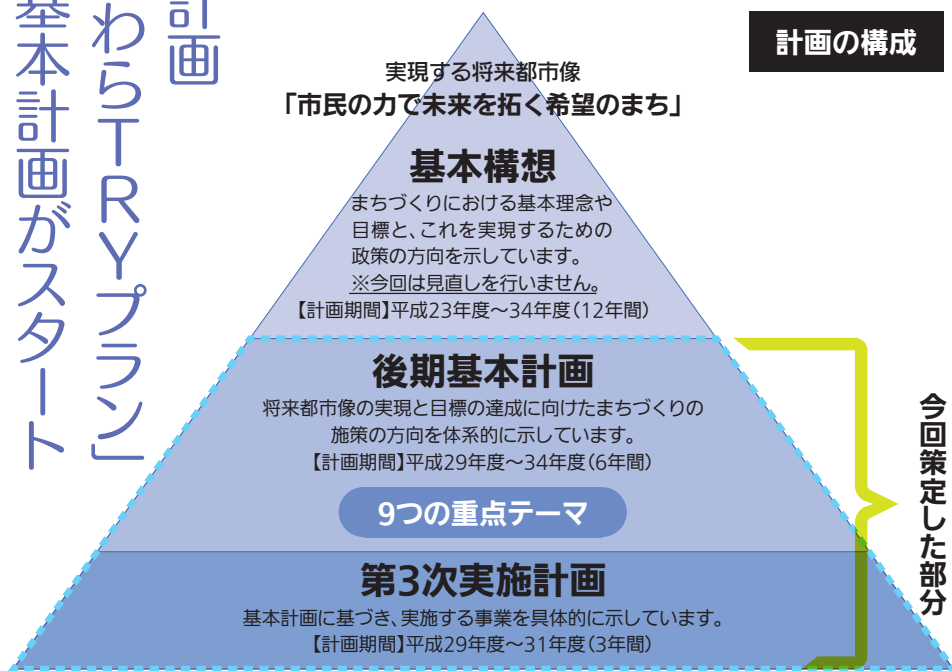 計画
わらTRYプラン」
基本計画がスタート
計画の構成
実現する将来都市像
「市民の力で未来を拓く希望のまち」
基本構想
まちづくりにおける基本理念や
目標と、これを実現するための
政策の方向を示しています。
※今回は見直しを行いません。
【計画期間】平成23年度〜34年度(12年間)
後期基本計画
将来都市像の実現と目標の達成に向けたまちづくりの
施策の方向を体系的に示しています。
【計画期間】平成29年度〜34年度(6年間)
9つの重点テーマ
第3次実施計画
基本計画に基づき、実施する事業を具体的に示しています。
【計画期間】平成29年度〜31年度(3年間)
今回策定した部分